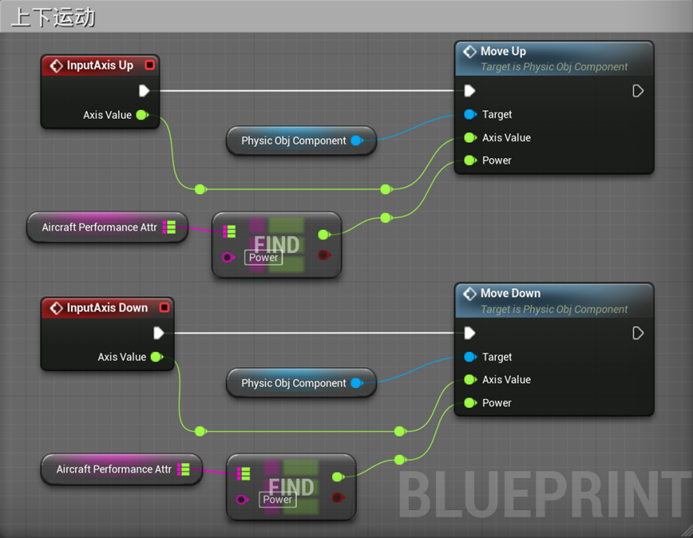 上下运动
InputAxis Up
Axis Value
Move Up
Target is Physic Obj Component
Target
Axis Value
Power
Physic Obj Component
Aircraft Performance Attr
FIND
Power
InputAxis Down
Axis Value
Move Down
Target is Physic Obj Component
Target
Axis Value
Power
Physic Obj Component
Aircraft Performance Attr
FIND
Power
BLUEPRINT